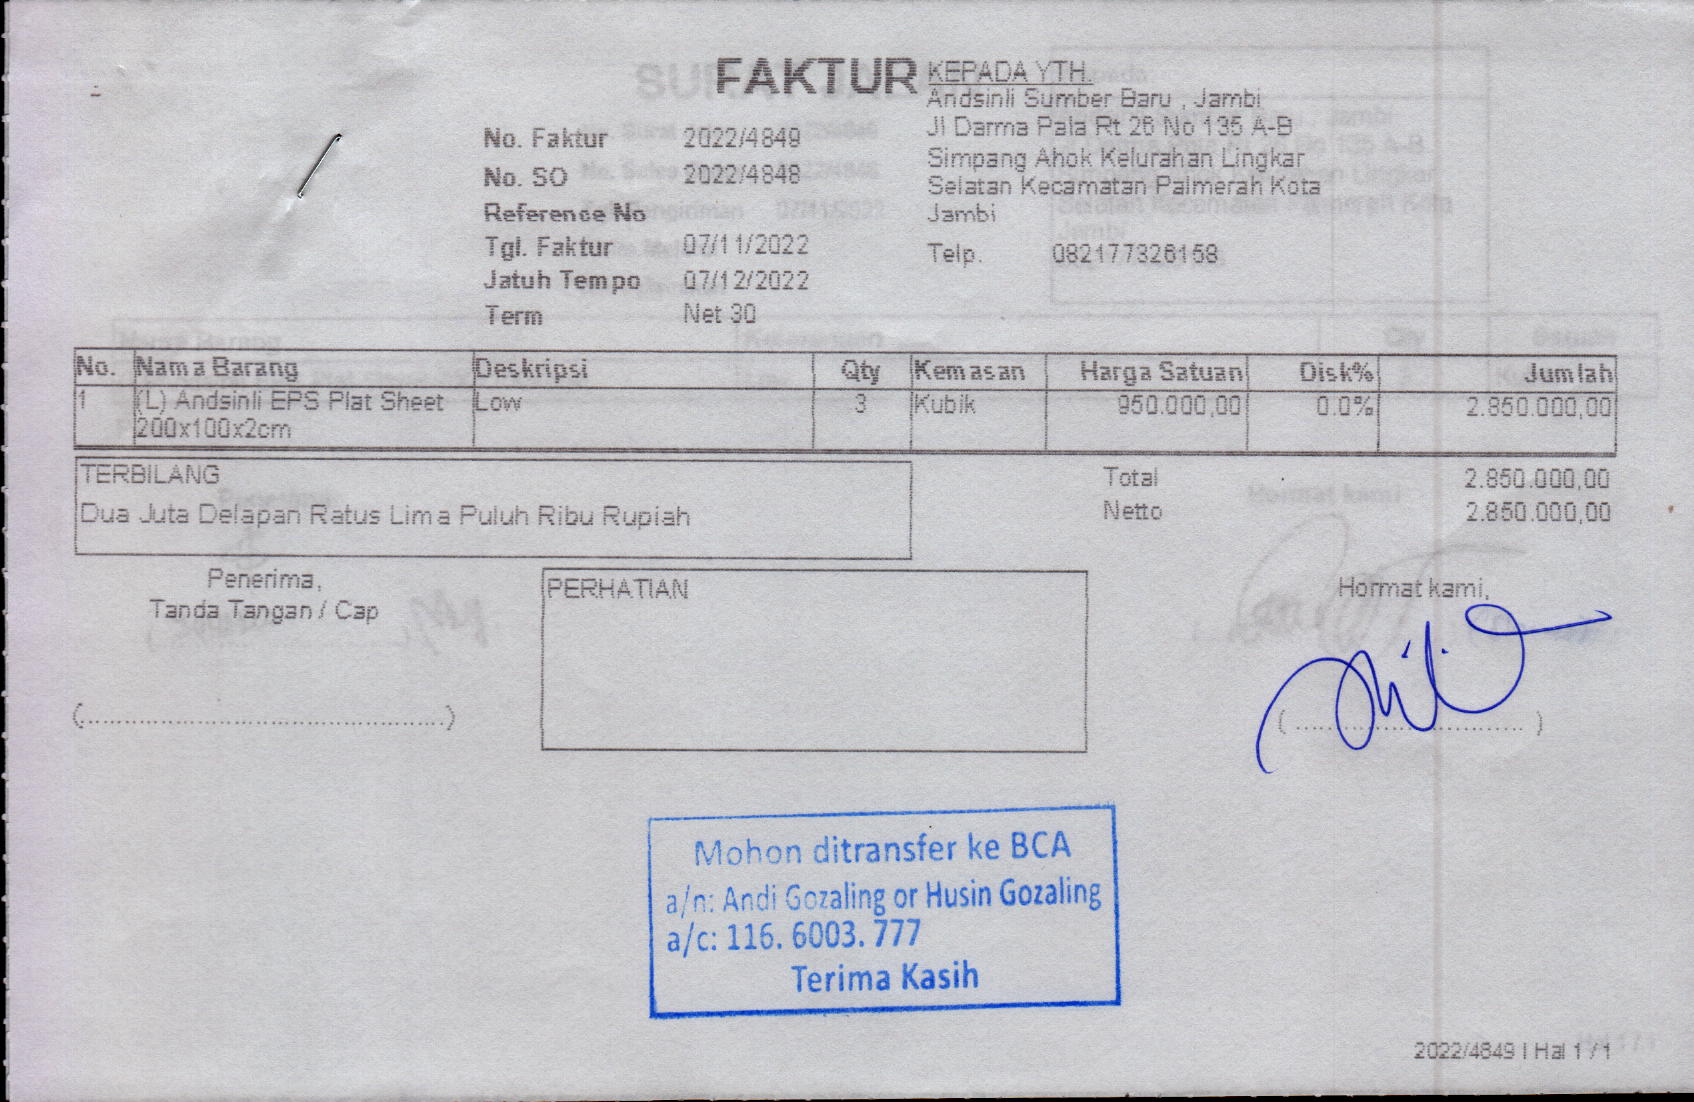 FAKTUR
No. Faktur 2022/4849
No. SO 2022/4848
Reference No
Tgl. Faktur 07/11/2022
Jatuh Tempo 07/12/2022
Term Net 30
KEPADA YTH.
Andsinli Sumber Baru , Jambi
Jl Darma Pala Rt 26 No 135 A-B
Simpang Ahok Kelurahan Lingkar
Selatan Kecamatan Palmerah Kota
Jambi
Telp. 082177326158
No. Nama Barang Deskripsi Qty Kemasan Harga Satuan Disk% Jumlah
1 (L) Andsinli EPS Plat Sheet Low 3 Kubik 950.000,00 0.0% 2.850.000,00
200x100x2cm
TERBILANG
Dua Juta Delapan Ratus Lima Puluh Ribu Rupiah
Total 2.850.000,00
Netto 2.850.000,00
Penerima,
Tanda Tangan / Cap
(................................................)
PERHATIAN
Hormat kami,
( ............................... )
Mohon ditransfer ke BCA
a/n: Andi Gozaling or Husin Gozaling
a/c: 116. 6003. 777
Terima Kasih
2022/4849 | Hal 1 / 1